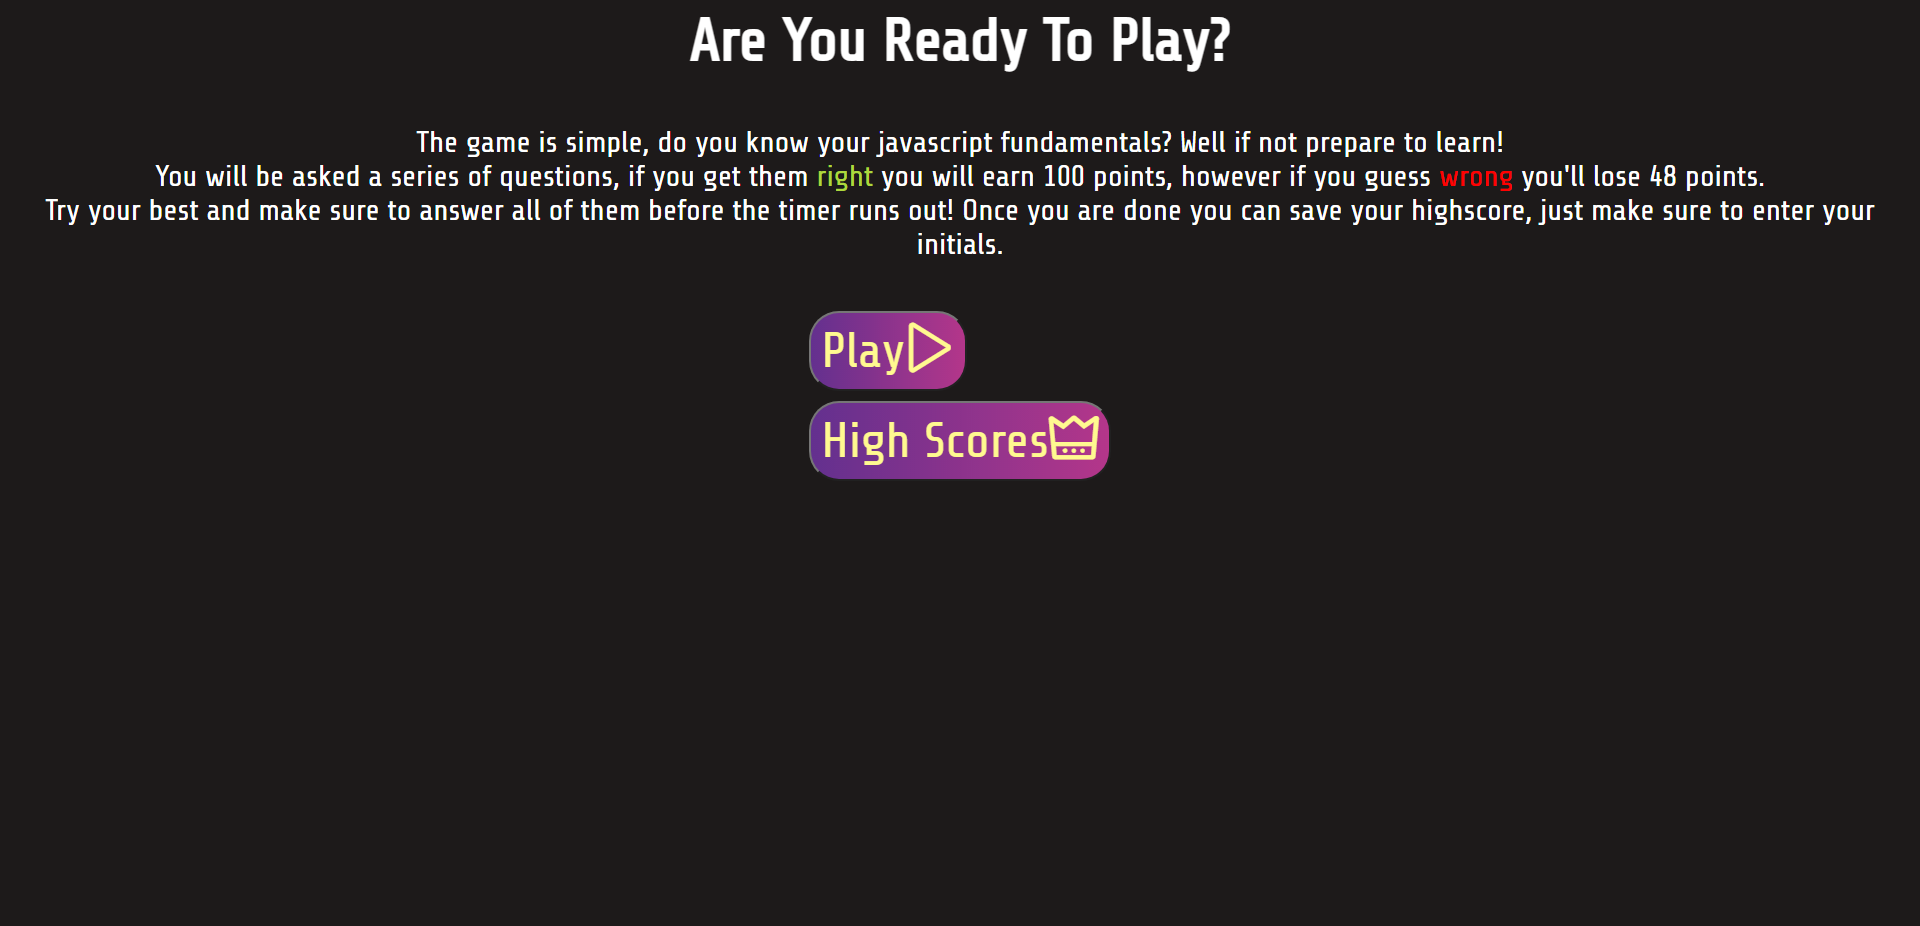 Are You Ready To Play?
The game is simple, do you know your javascript fundamentals? Well if not prepare to learn!
You will be asked a series of questions, if you get them right you will earn 100 points, however if you guess wrong you'll lose 48 points.
Try your best and make sure to answer all of them before the timer runs out! Once you are done you can save your highscore, just make sure to enter your
initials.
Play
High Scores